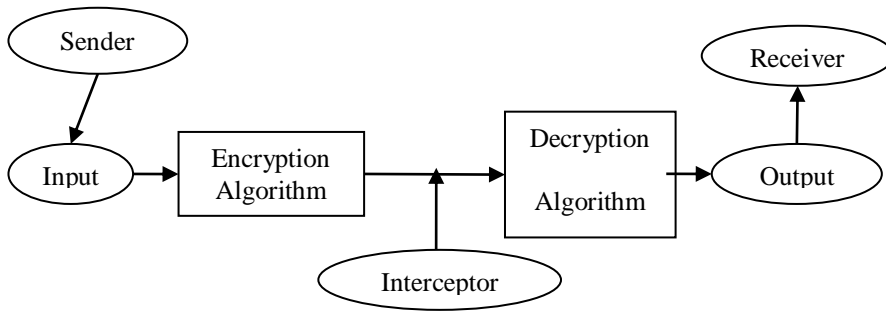 Sender
Receiver
Input
Encryption
Algorithm
Decryption
Algorithm
Output
Interceptor